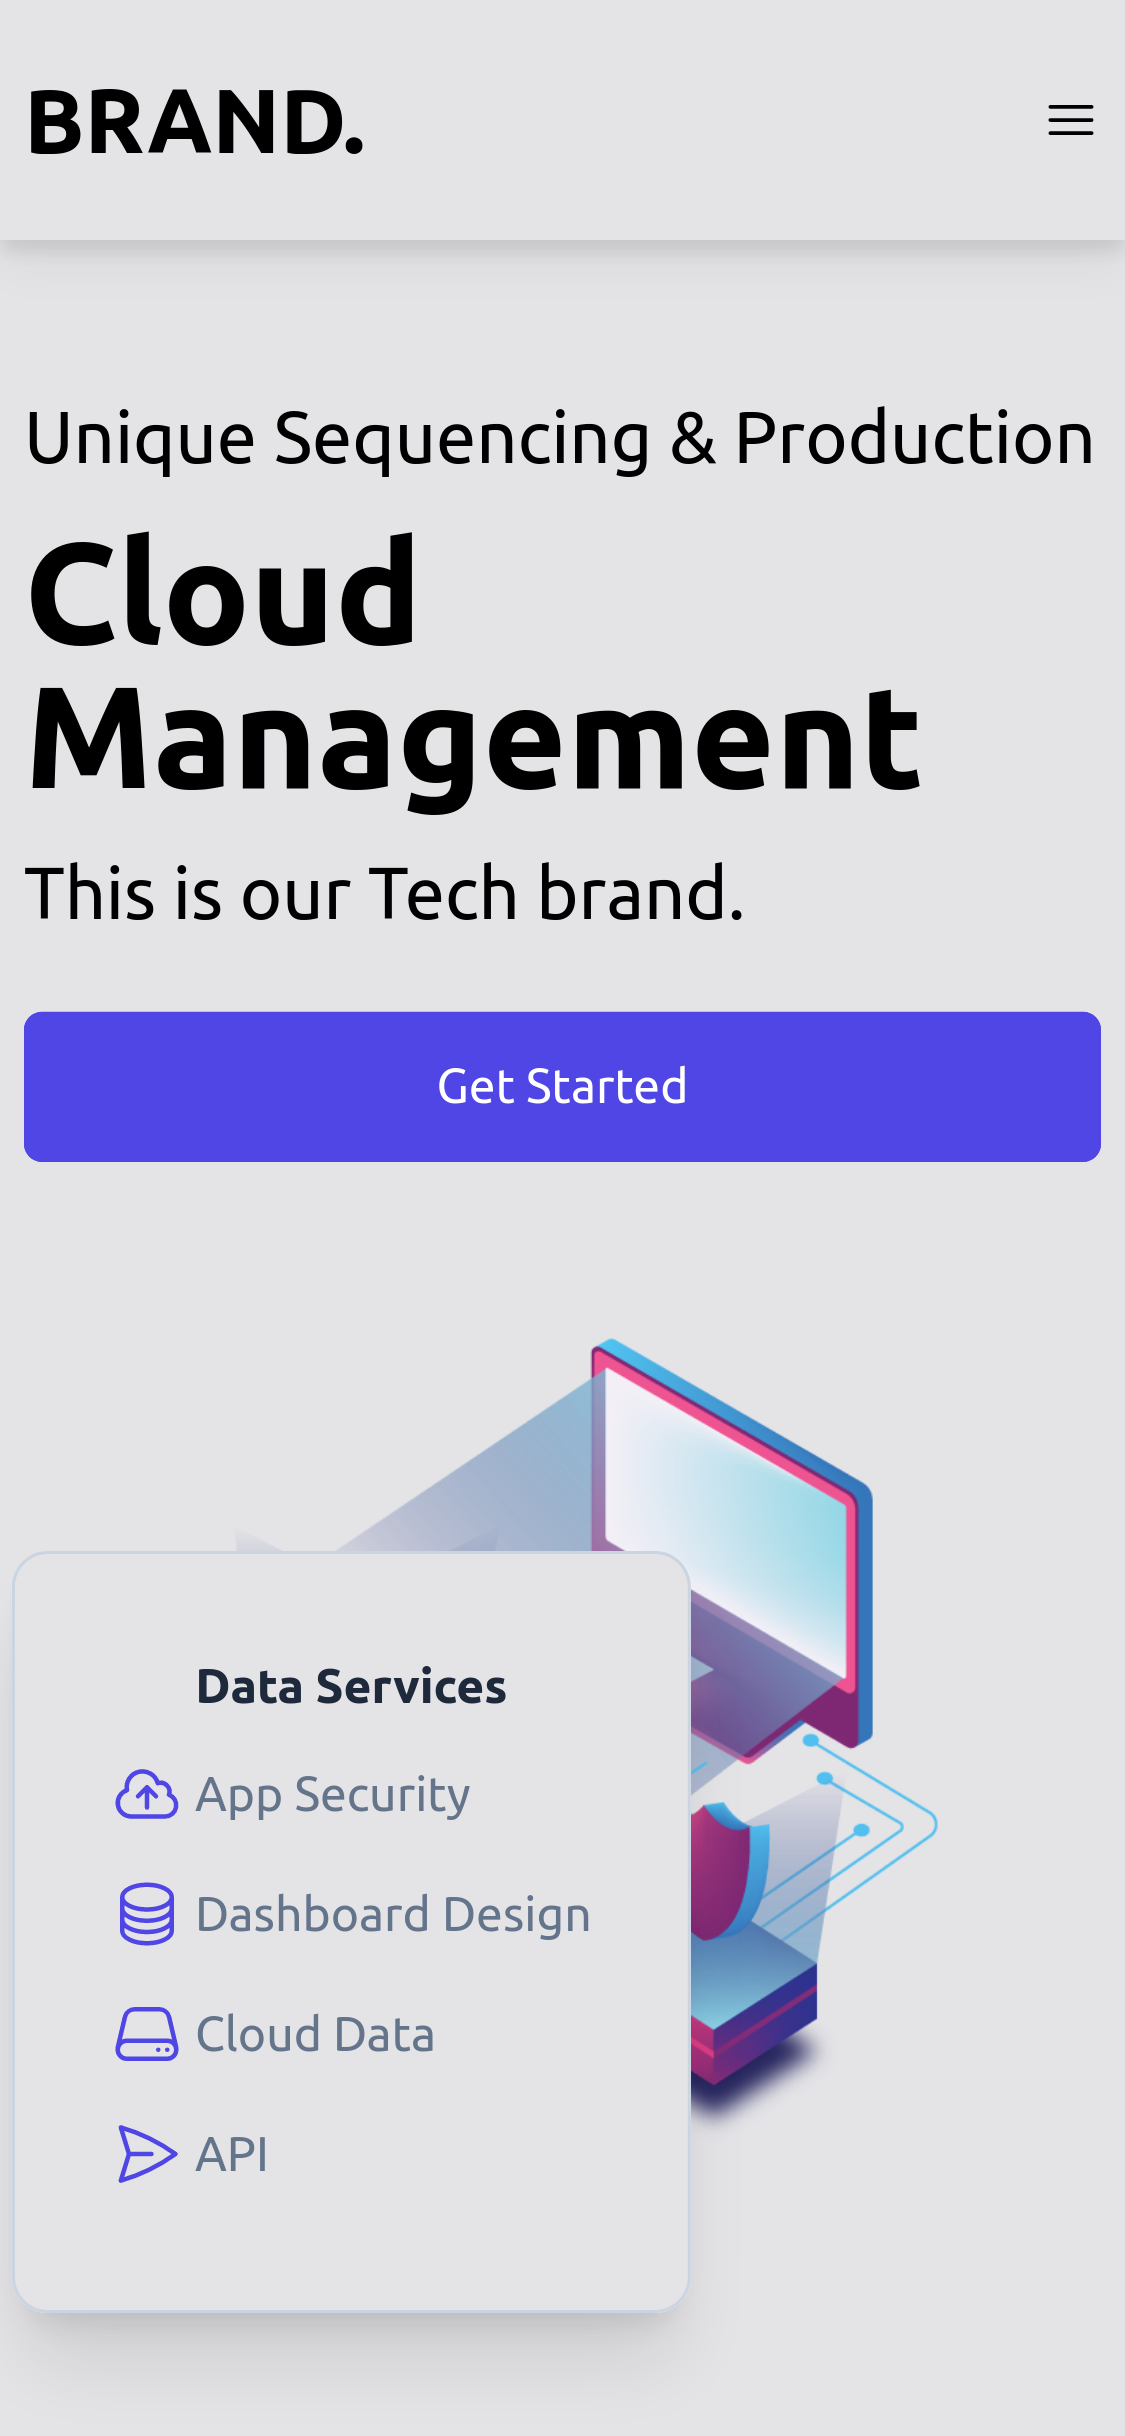 BRAND.
Unique Sequencing & Production
Cloud
Management
This is our Tech brand.
Get Started
Data Services
App Security
Dashboard Design
Cloud Data
API